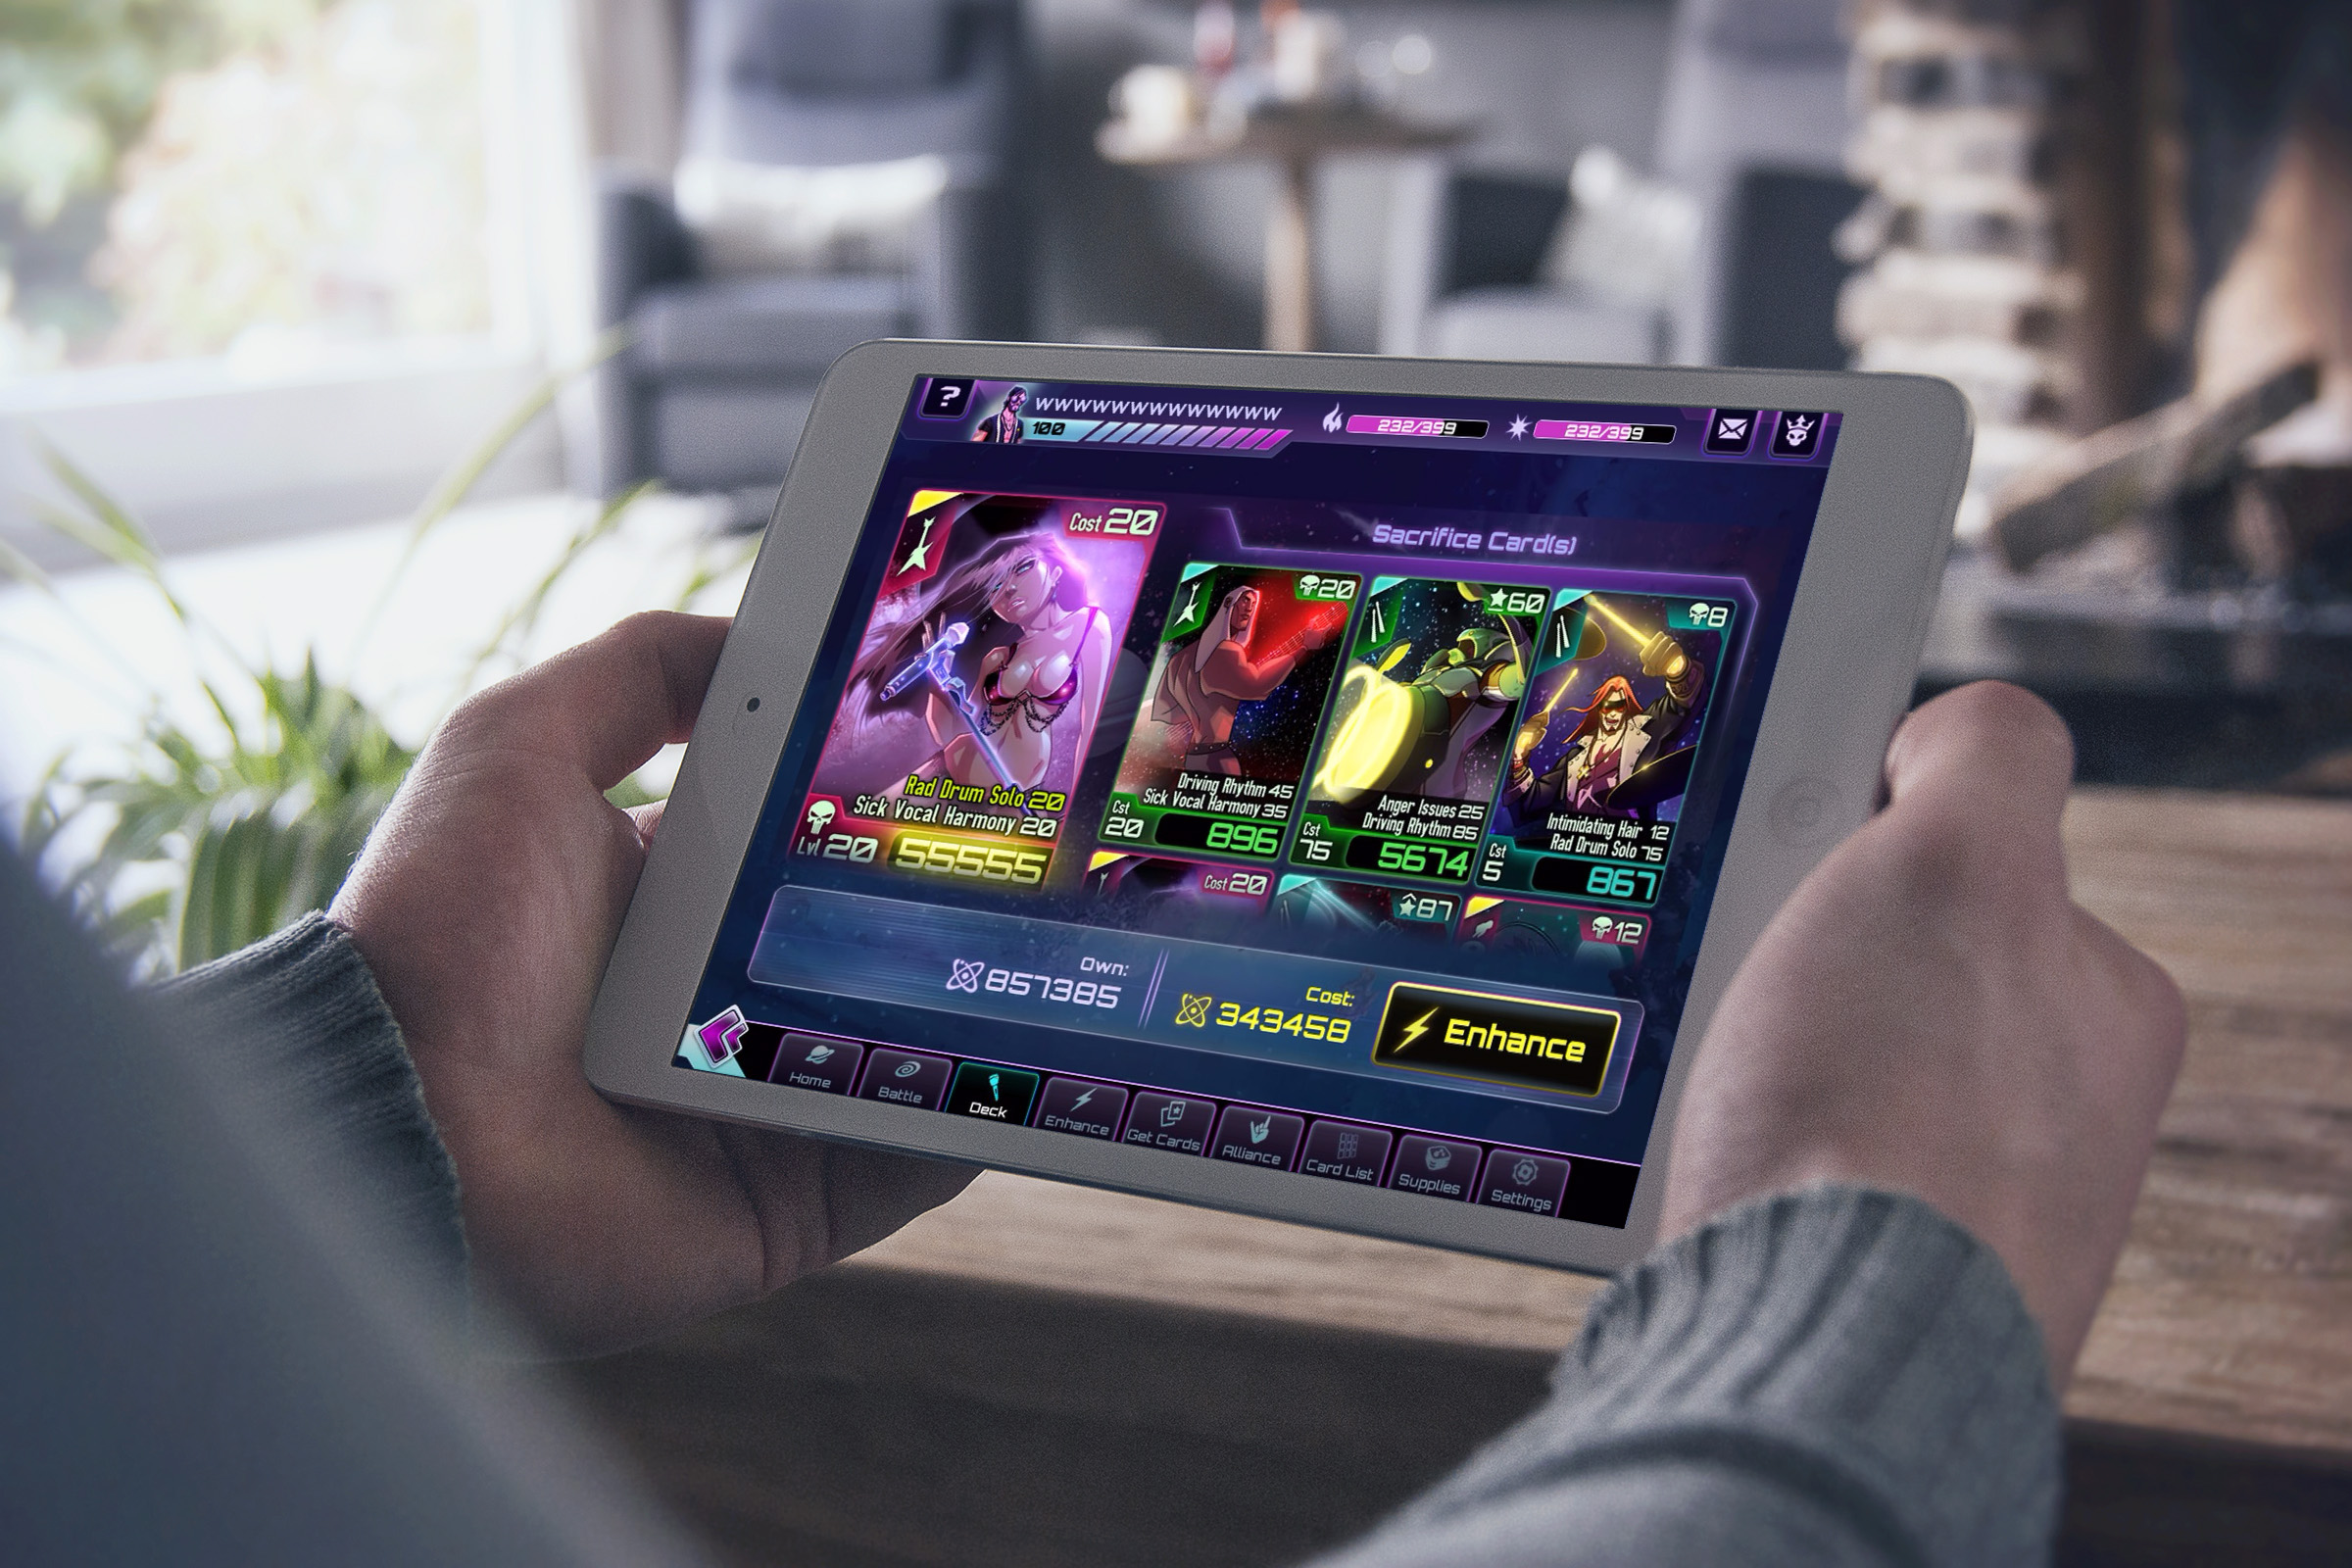 ?
WWWWWWWWWWWWW
100
232/399
232/399
Cost 20
Rad Drum Solo 20
Sick Vocal Harmony 20
Lvl 20
55555
Sacrifice Card(s)
20
Driving Rhythm 45
Sick Vocal Harmony 35
Cst
20
896
60
Anger Issues 25
Driving Rhythm 85
Cst
75
5674
8
Intimidating Hair 12
Rad Drum Solo 75
Cst
5
867
Cost 20
87
12
Own:
857385
Cost:
343458
Enhance
Home
Battle
Deck
Enhance
Get Cards
Alliance
Card List
Supplies
Settings